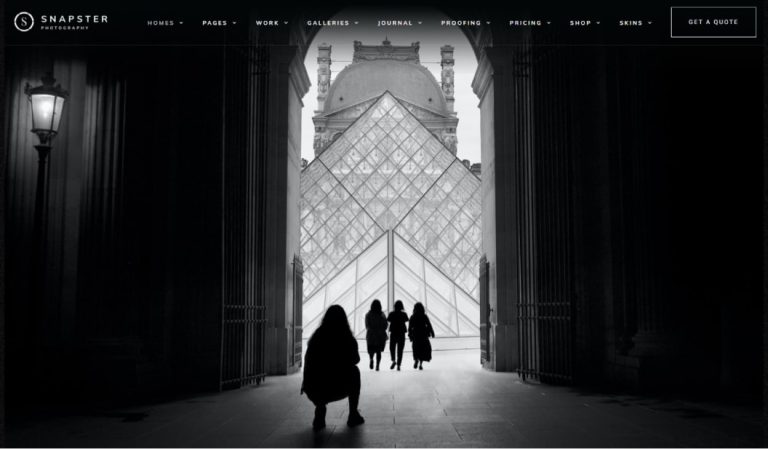 SNAPSTER
PHOTOGRAPHY
HOMES
PAGES
WORK
GALLERIES
JOURNAL
PROOFING
PRICING
SHOP
SKINS
GET A QUOTE